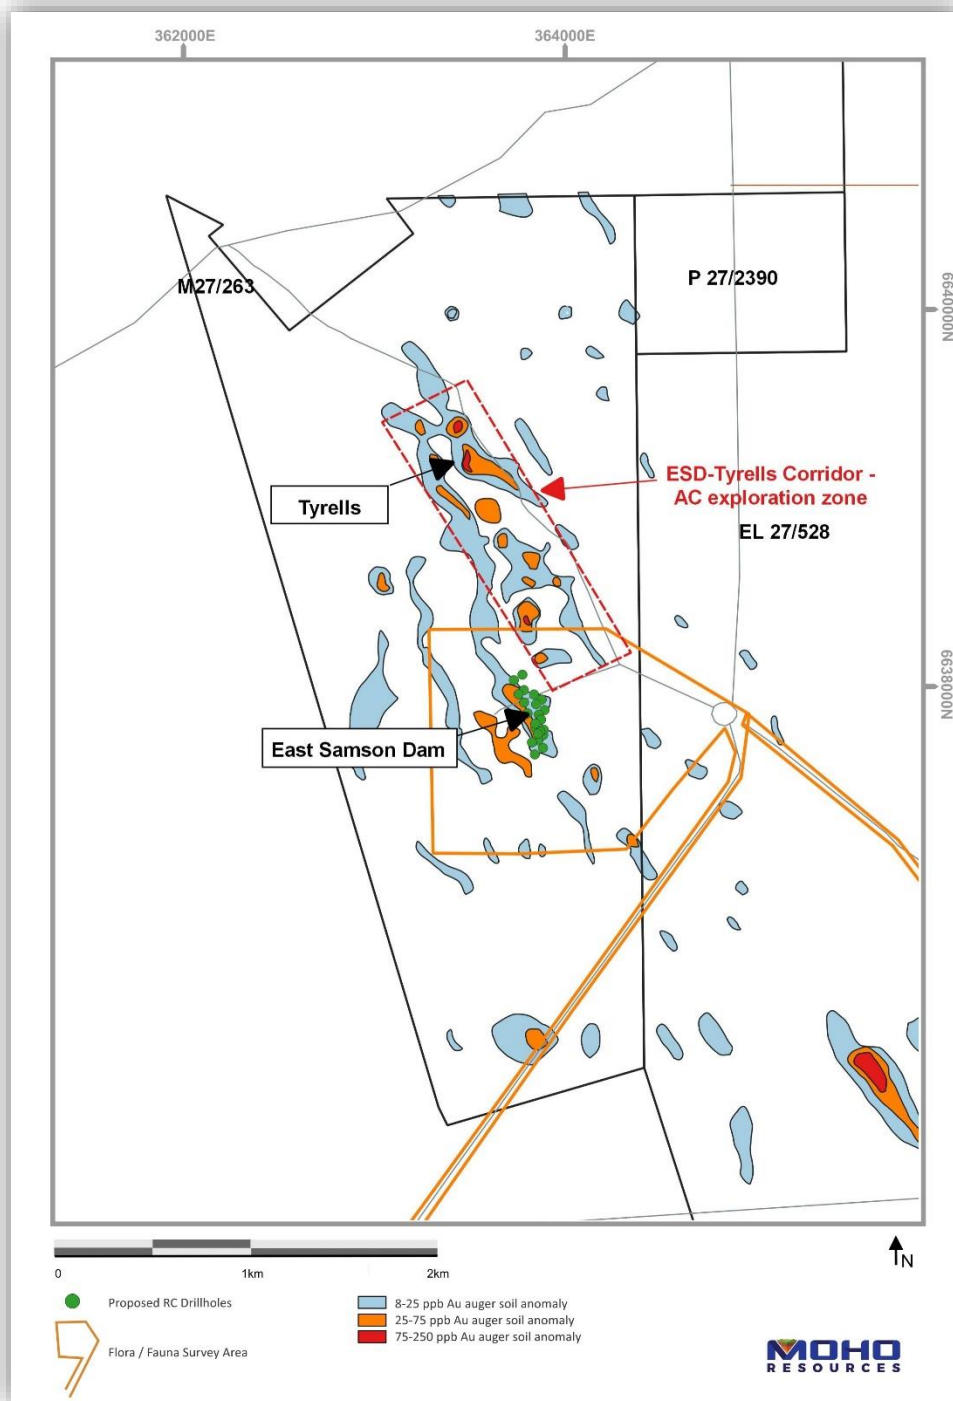 362000E
364000E
M27/263
P 27/2390
6640000N
ESD-Tyrells Corridor -
AC exploration zone
Tyrells
EL 27/528
6638000N
East Samson Dam
0
1km
2km
N
Proposed RC Drillholes
Flora / Fauna Survey Area
8-25 ppb Au auger soil anomaly
25-75 ppb Au auger soil anomaly
75-250 ppb Au auger soil anomaly
MOHO
RESOURCES